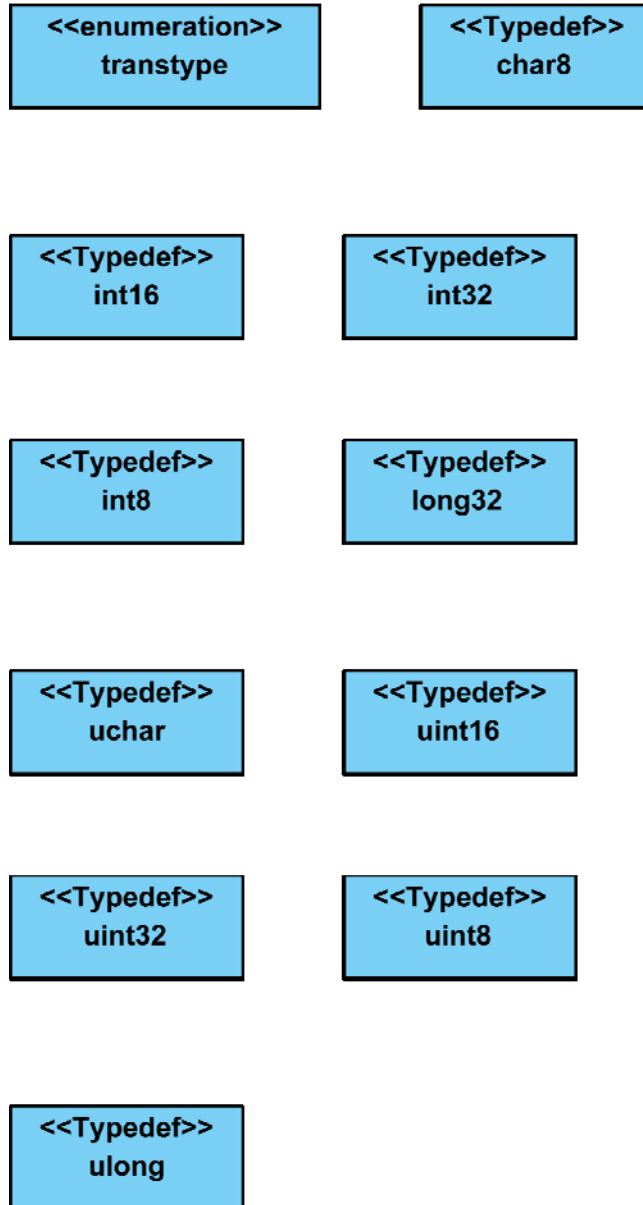 <<enumeration>>
transtype
<<Typedef>>
char8
<<Typedef>>
int16
<<Typedef>>
int32
<<Typedef>>
int8
<<Typedef>>
long32
<<Typedef>>
uchar
<<Typedef>>
uint16
<<Typedef>>
uint32
<<Typedef>>
uint8
<<Typedef>>
ulong